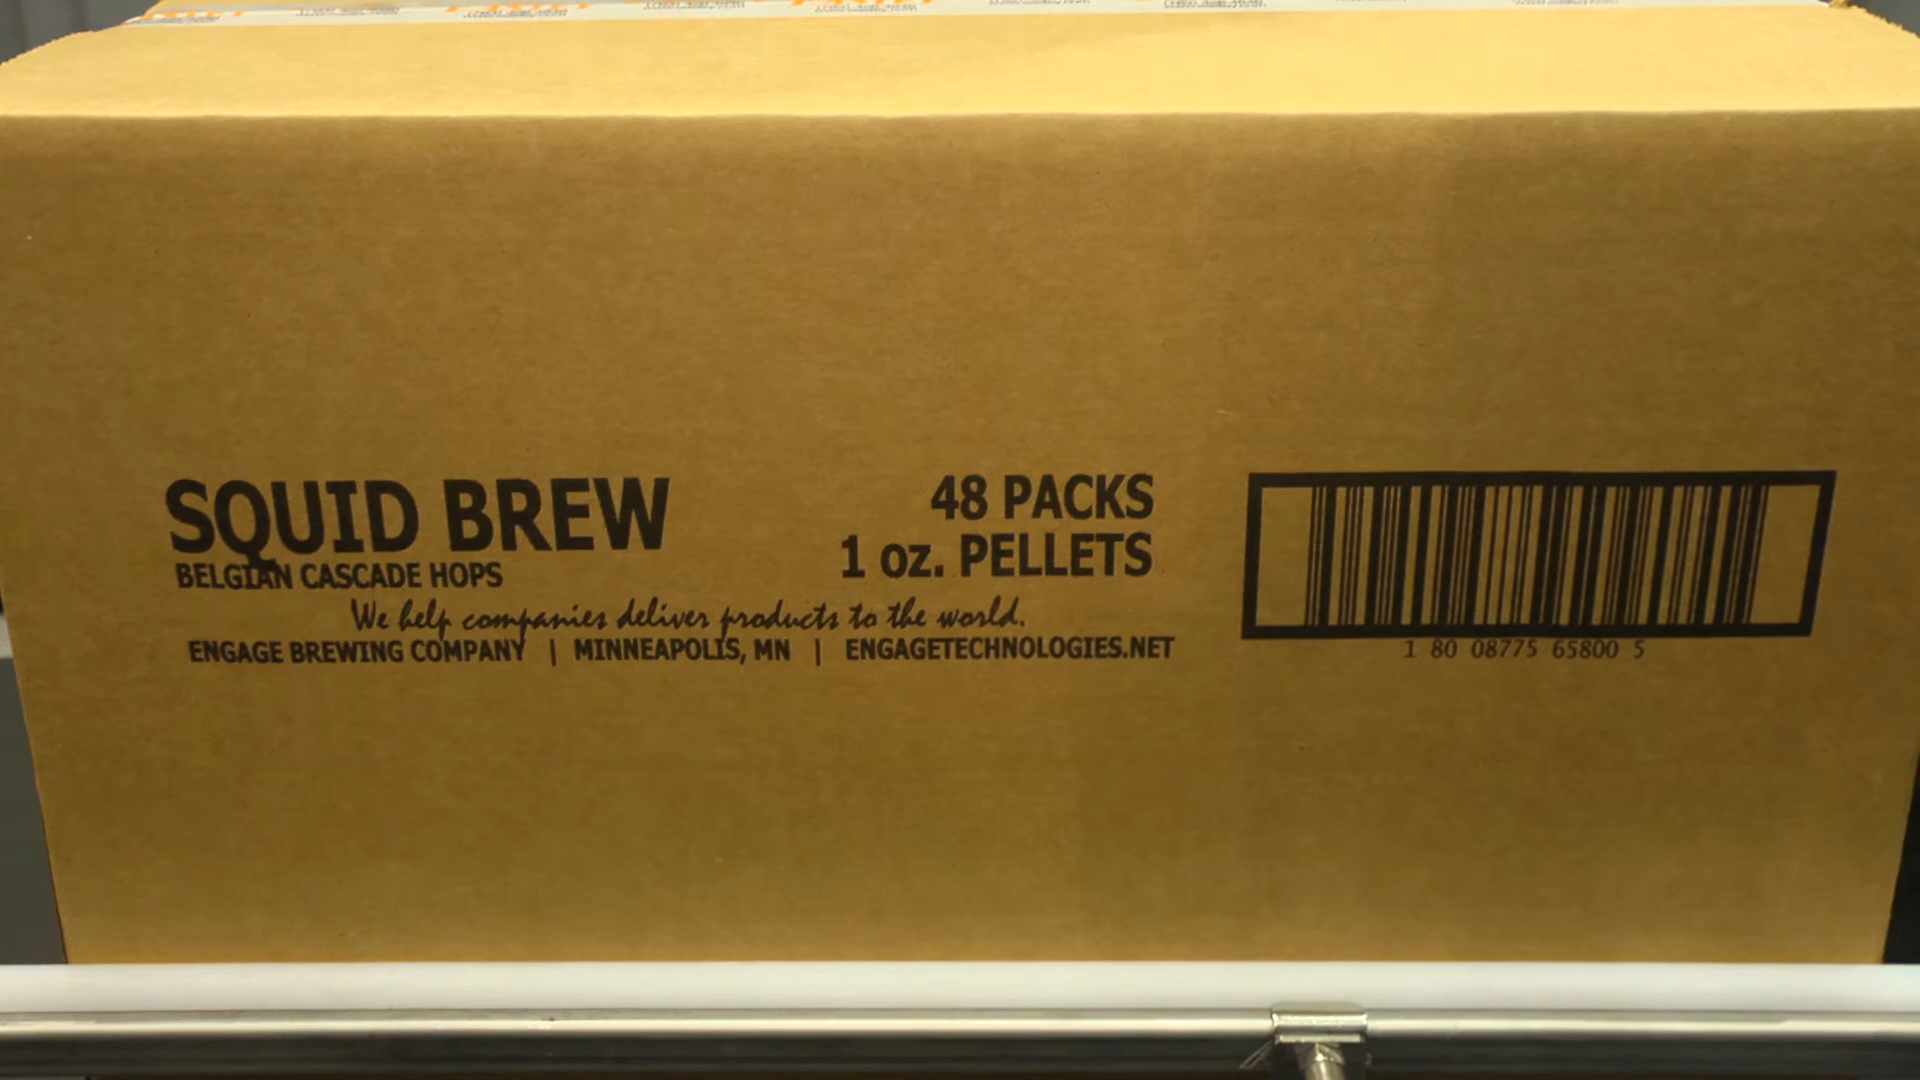 SQUID BREW
BELGIAN CASCADE HOPS
48 PACKS
1 oz. PELLETS
We help companies deliver products to the world.
ENGAGE BREWING COMPANY | MINNEAPOLIS, MN | ENGAGETECHNOLOGIES.NET
1 80 08775 65800 5